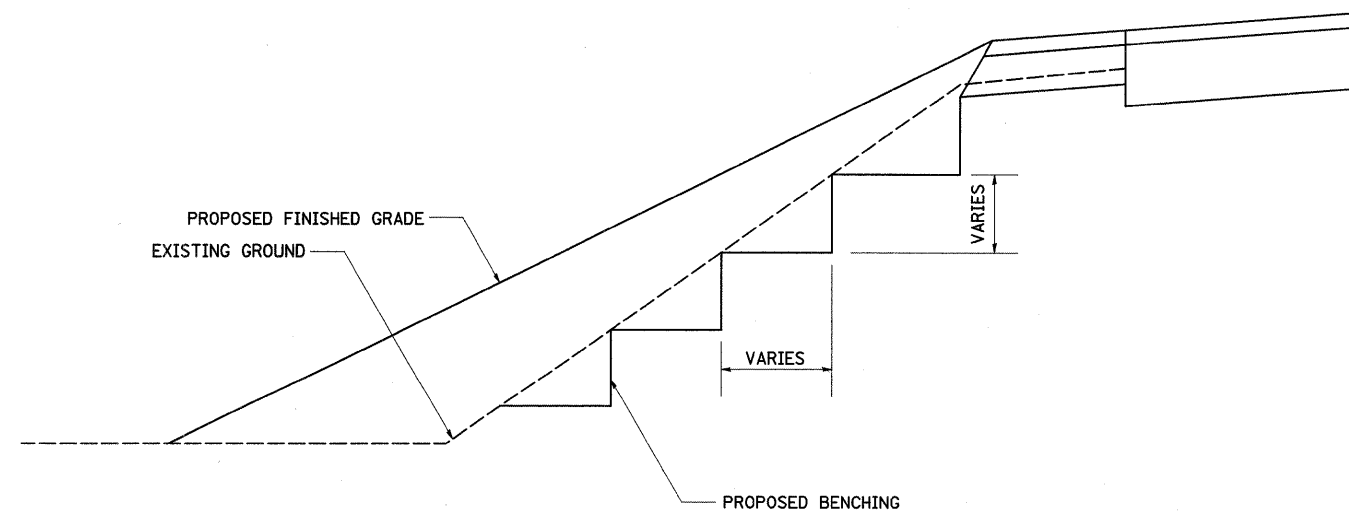 PROPOSED FINISHED GRADE
EXISTING GROUND
VARIES
VARIES
PROPOSED BENCHING